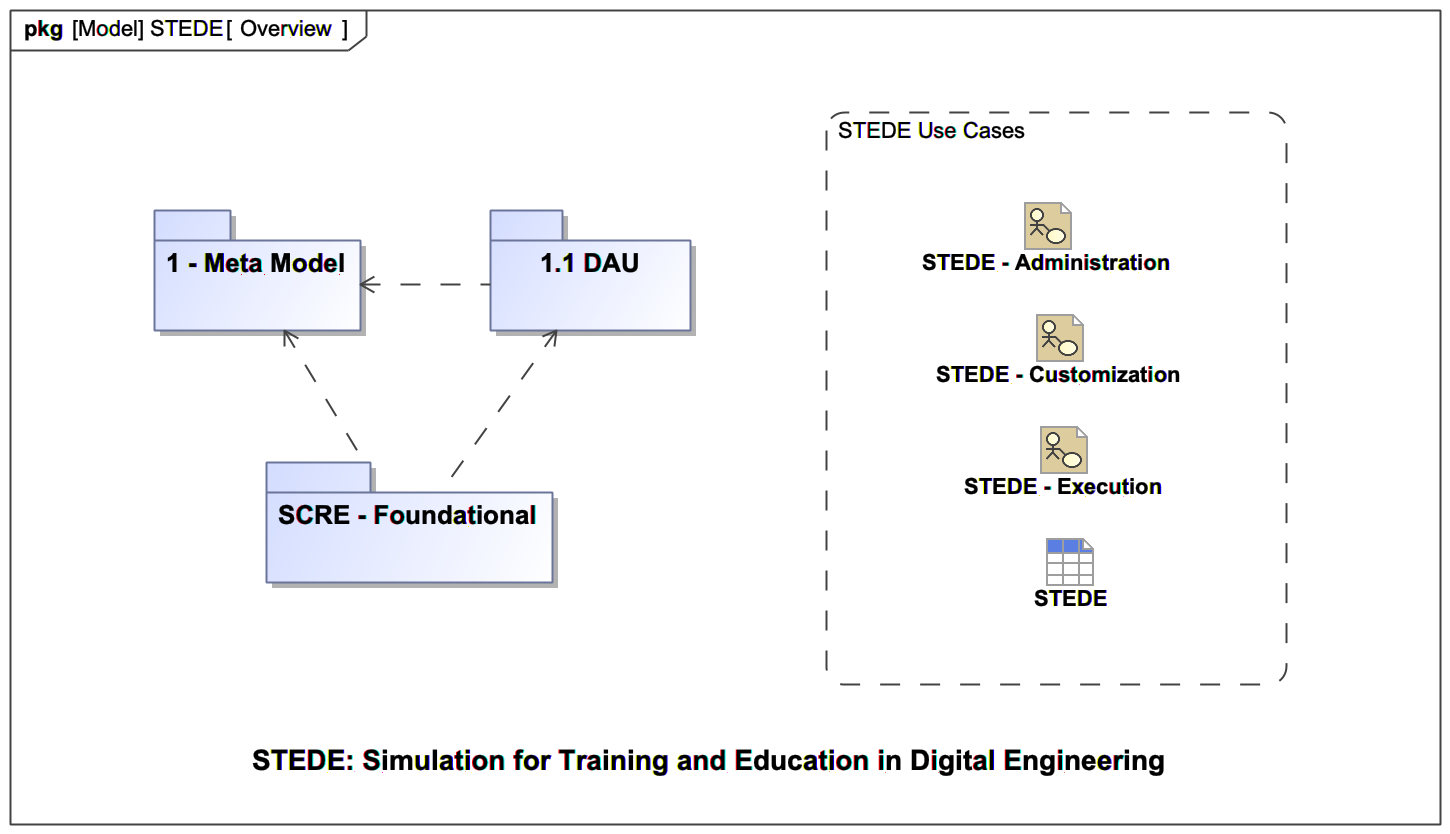 pkg [Model] STEDE[ Overview ]
STEDE Use Cases
1 - Meta Model
1.1 DAU
SCRE - Foundational
STEDE - Administration
STEDE - Customization
STEDE - Execution
STEDE
STEDE: Simulation for Training and Education in Digital Engineering